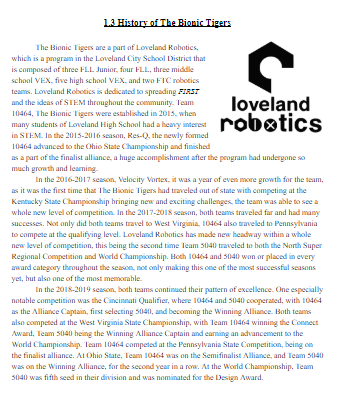 1.3 History of The Bionic Tigers
The Bionic Tigers are a part of Loveland Robotics,
which is a program in the Loveland City School District that
is composed of three FLL Junior, four FLL, three middle
school VEX, five high school VEX, and two FTC robotics
teams. Loveland Robotics is dedicated to spreading FIRST
and the ideas of STEM throughout the community. Team
10464, The Bionic Tigers were established in 2015, when
many students of Loveland High School had a heavy interest
in STEM. In the 2015-2016 season, Res-Q, the newly formed
10464 advanced to the Ohio State Championship and finished
as a part of the finalist alliance, a huge accomplishment after the program had undergone so
much growth and learning.
loveland
robotics
In the 2016-2017 season, Velocity Vortex, it was a year of even more growth for the team,
as it was the first time that The Bionic Tigers had traveled out of state with competing at the
Kentucky State Championship bringing new and exciting challenges, the team was able to see a
whole new level of competition. In the 2017-2018 season, both teams traveled far and had many
successes. Not only did both teams travel to West Virginia, 10464 also traveled to Pennsylvania
to compete at the qualifying level. Loveland Robotics has made new headway within a whole
new level of competition, this being the second time Team 5040 traveled to both the North Super
Regional Competition and World Championship. Both 10464 and 5040 won or placed in every
award category throughout the season, not only making this one of the most successful seasons
yet, but also one of the most memorable.
In the 2018-2019 season, both teams continued their pattern of excellence. One especially
notable competition was the Cincinnati Qualifier, where 10464 and 5040 cooperated, with 10464
as the Alliance Captain, first selecting 5040, and becoming the Winning Alliance. Both teams
also competed at the West Virginia State Championship, with Team 10464 winning the Connect
Award, Team 5040 being the Winning Alliance Captain and earning an advancement to the
World Championship. Team 10464 competed at the Pennsylvania State Competition, being on
the finalist alliance. At Ohio State, Team 10464 was on the Semifinalist Alliance, and Team 5040
was on the Winning Alliance, for the second year in a row. At the World Championship, Team
5040 was fifth seed in their division and was nominated for the Design Award.